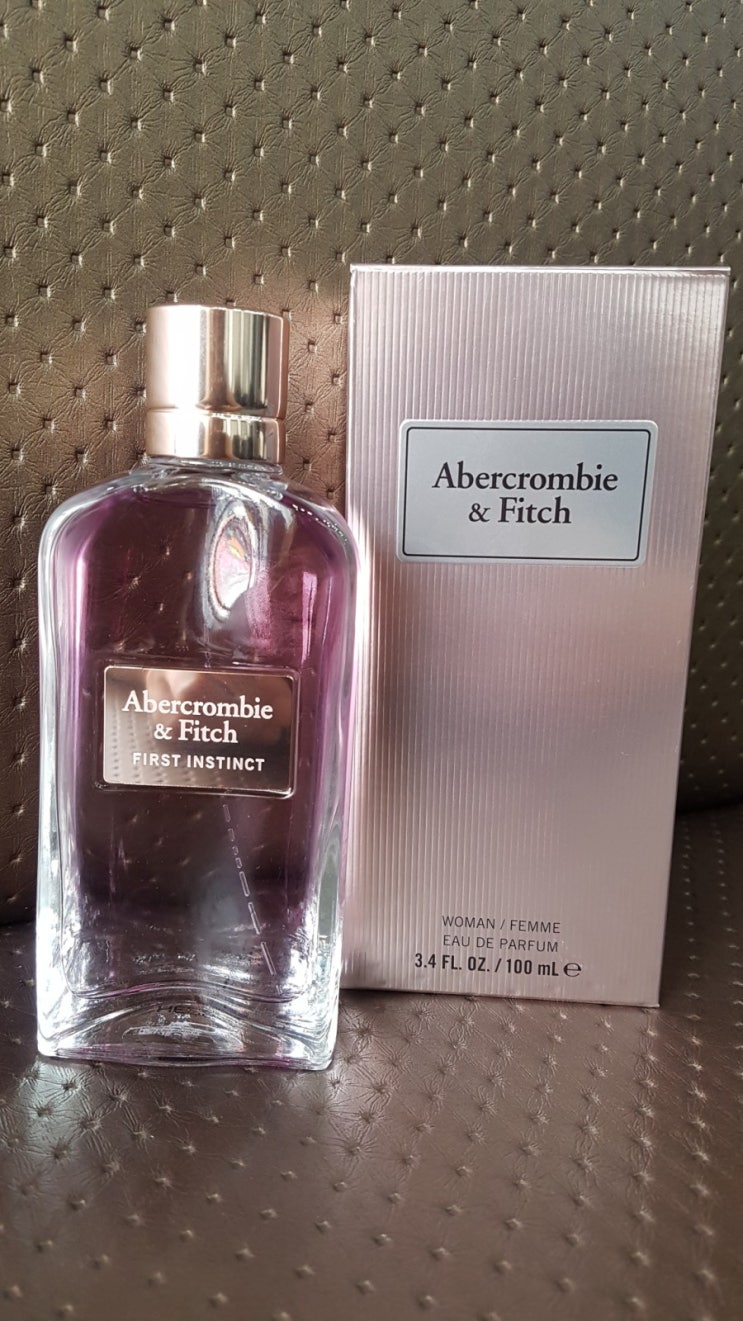 Abercrombie
& Fitch
FIRST INSTINCT
Abercrombie
& Fitch
WOMAN / FEMME
EAU DE PARFUM
3.4 FL. OZ. / 100 mL ℮